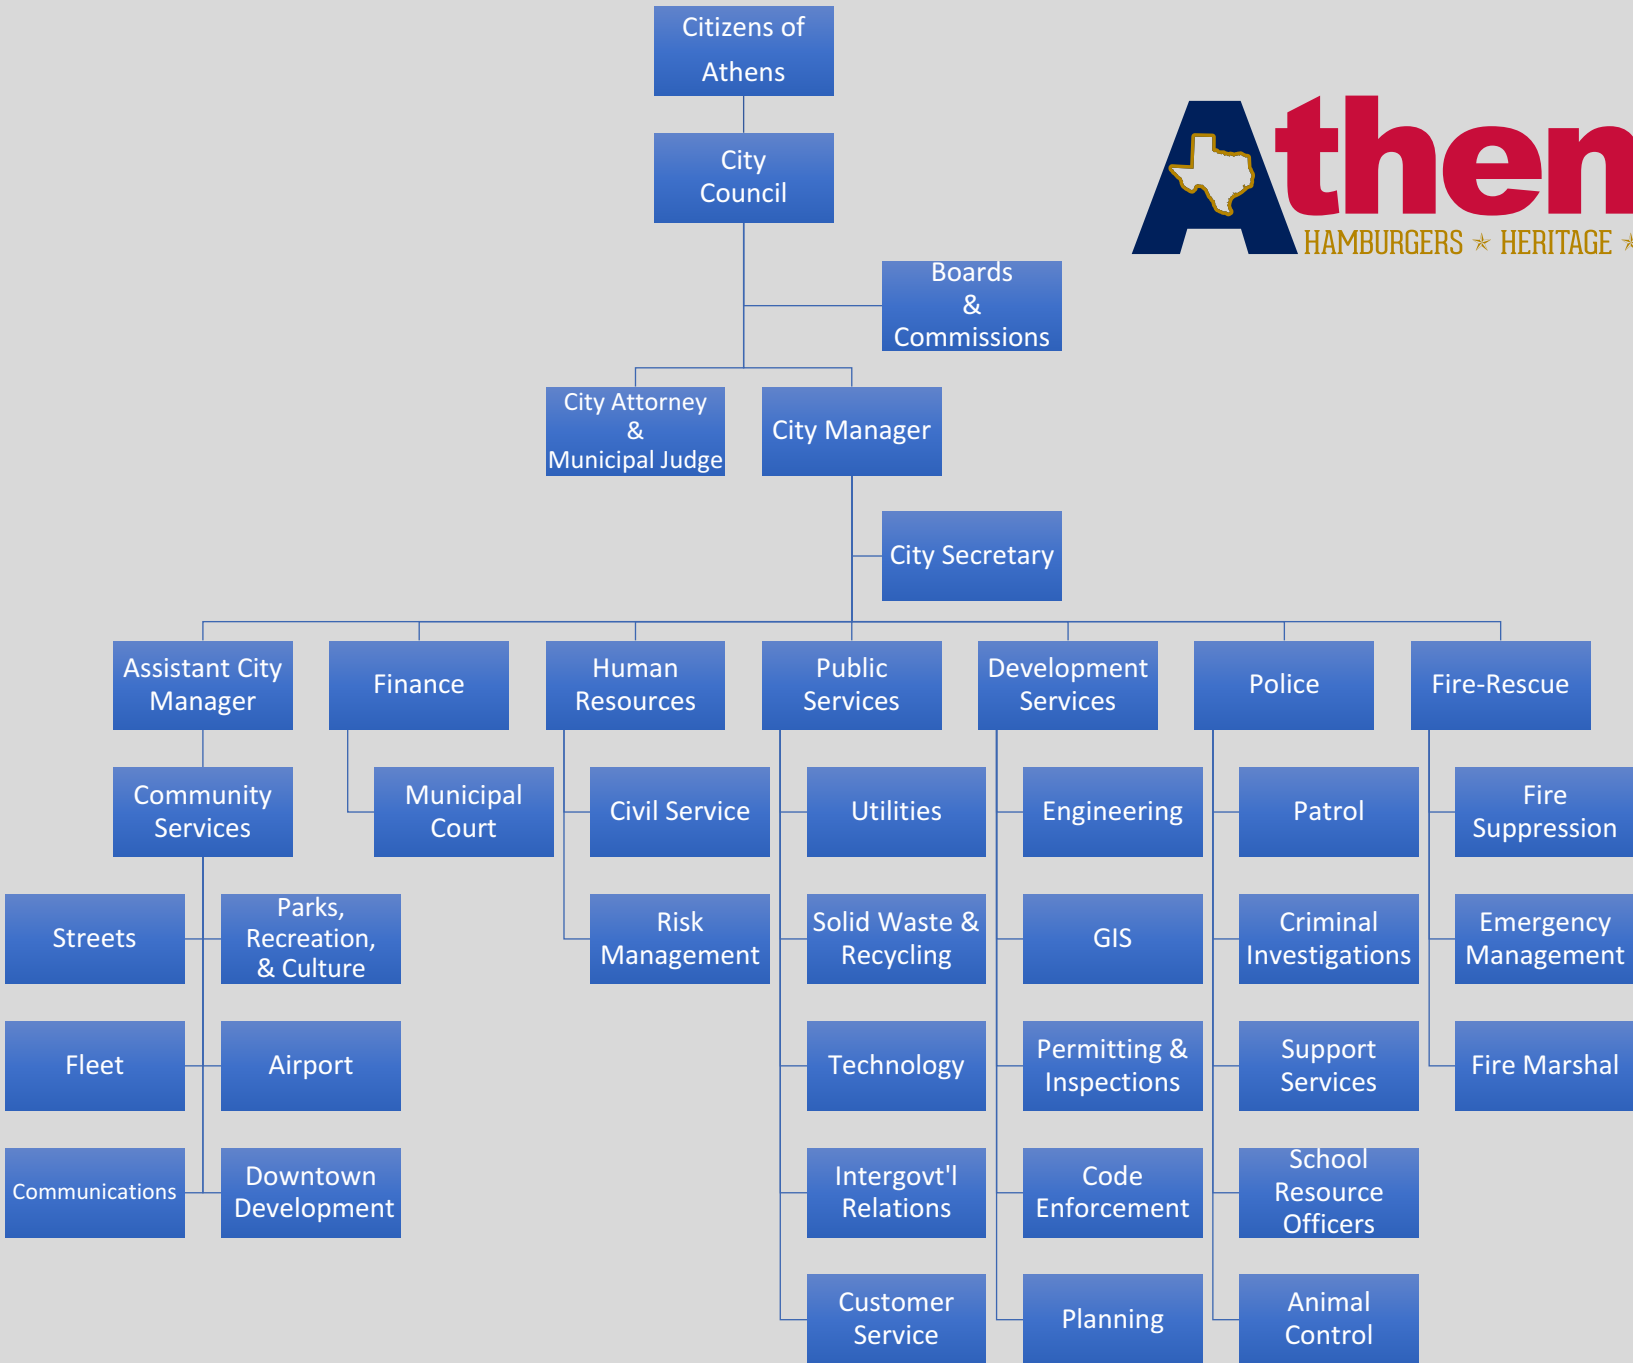 Citizens of
Athens
City
Council
Athen
HAMBURGERS ★ HERITAGE ★
Boards
&
Commissions
City Attorney
&
Municipal Judge
City Manager
City Secretary
Assistant City
Manager
Finance
Human
Resources
Public
Services
Development
Services
Police
Fire-Rescue
Community
Services
Municipal
Court
Civil Service
Utilities
Engineering
Patrol
Fire
Suppression
Streets
Parks,
Recreation,
& Culture
Risk
Management
Solid Waste &
Recycling
GIS
Criminal
Investigations
Emergency
Management
Fleet
Airport
Technology
Permitting &
Inspections
Support
Services
Fire Marshal
Communications
Downtown
Development
Intergovt'l
Relations
Code
Enforcement
School
Resource
Officers
Customer
Service
Planning
Animal
Control